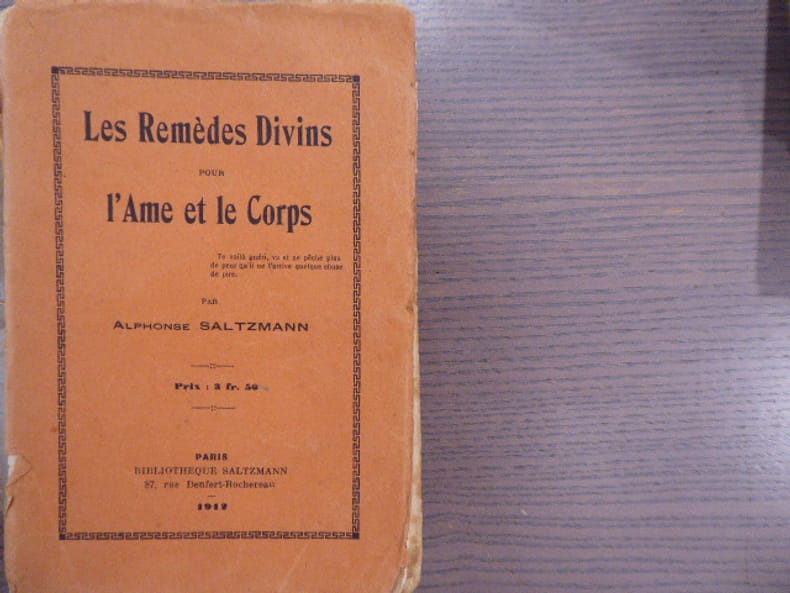 Les Remèdes Divins
POUR
l'Ame et le Corps
Te voilà guéri, va et ne pêche plus
de peur qu'il ne t'arrive quelque chose
de pire.
PAR
ALPHONSE SALTZMANN
Prix : 3 fr. 50
PARIS
BIBLIOTHEQUE SALTZMANN
87, rue Denfert-Rochereau
1912